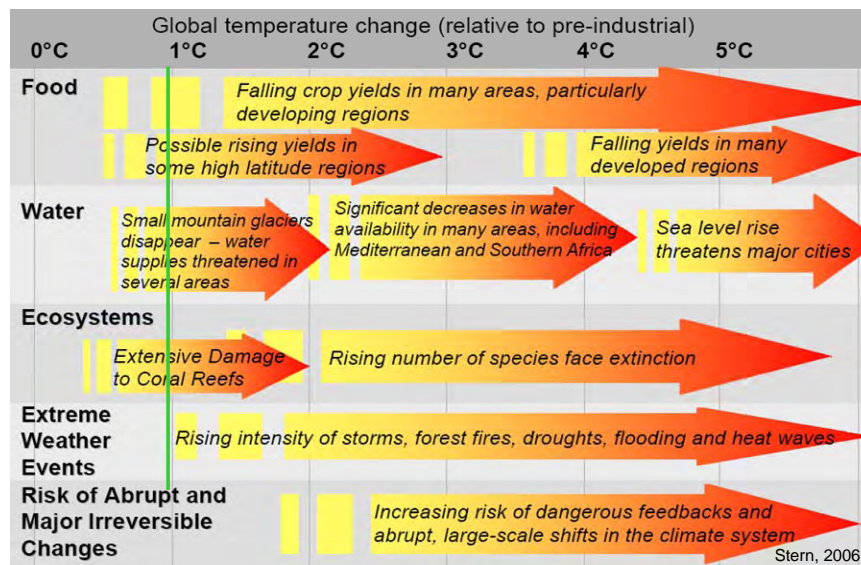 Global temperature change (relative to pre-industrial)
0°C 1°C 2°C 3°C 4°C 5°C
Food
Falling crop yields in many areas, particularly
developing regions
Possible rising yields in
some high latitude regions
Falling yields in many
developed regions
Water
Small mountain glaciers
disappear – water
supplies threatened in
several areas
Significant decreases in water
availability in many areas, including
Mediterranean and Southern Africa
Sea level rise
threatens major cities
Ecosystems
Extensive Damage
to Coral Reefs
Rising number of species face extinction
Extreme
Weather
Events
Rising intensity of storms, forest fires, droughts, flooding and heat waves
Risk of Abrupt and
Major Irreversible
Changes
Increasing risk of dangerous feedbacks and
abrupt, large-scale shifts in the climate system
Stern, 2006